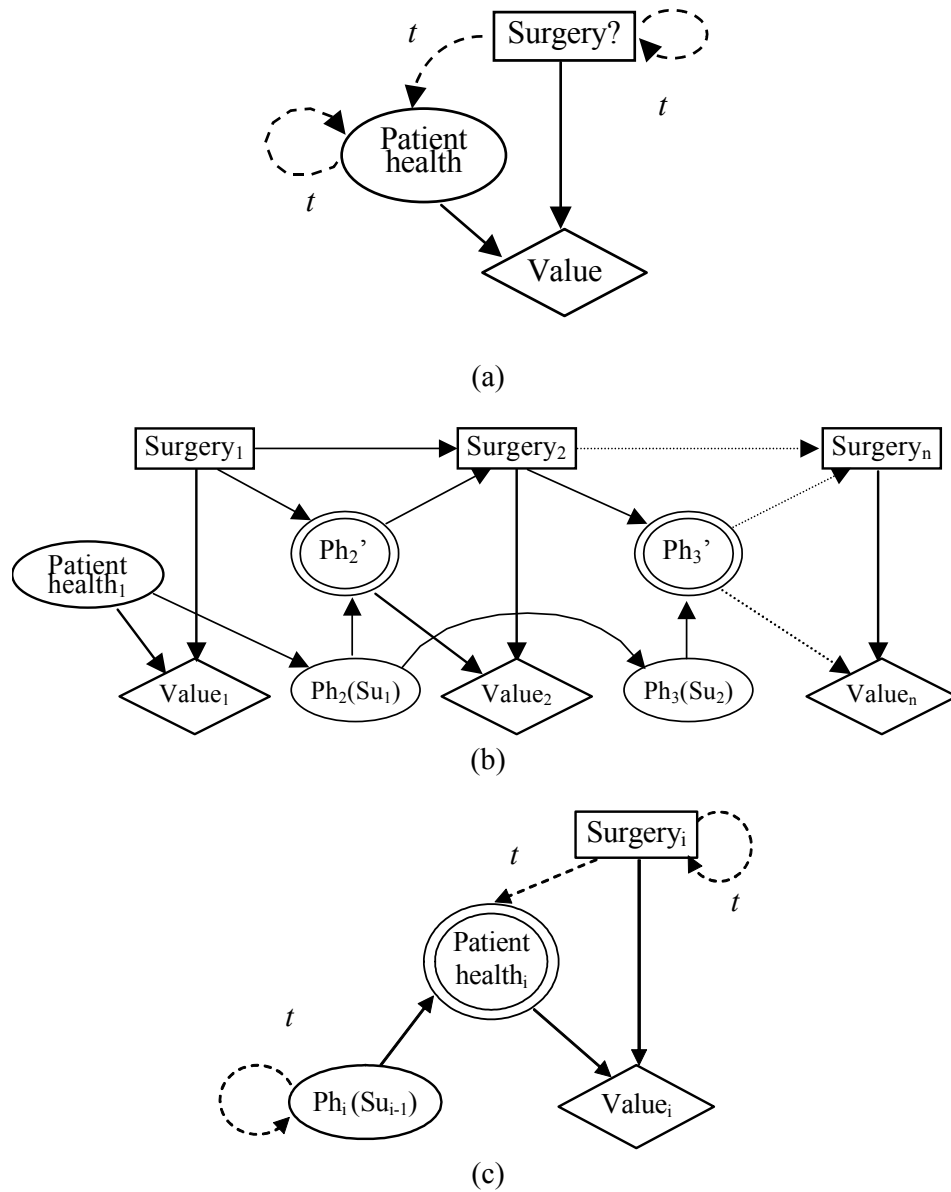 t
Surgery?
t
Patient
health
t
Value
(a)
Surgery₁
Surgery₂
Surgeryₙ
Ph₂’
Ph₃’
Patient
health₁
Value₁
Ph₂(Su₁)
Value₂
Ph₃(Su₂)
Valueₙ
(b)
Surgeryᵢ
t
t
Patient
healthᵢ
t
Phᵢ(Suᵢ₋₁)
Valueᵢ
(c)